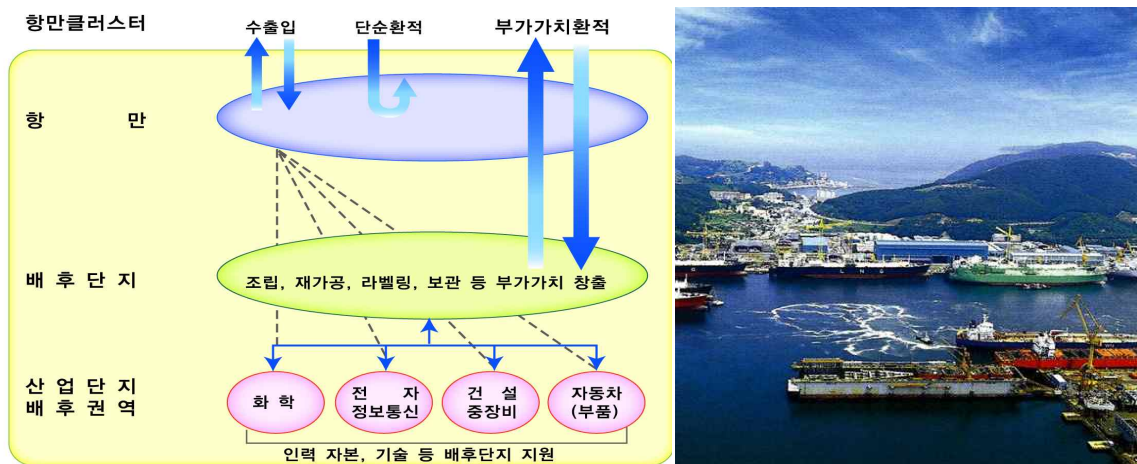 항만클러스터
수출입 단순환적 부가가치환적
항 만
배 후 단 지
조립, 재가공, 라벨링, 보관 등 부가가치 창출
산 업 단 지
배 후 권 역
화 학
전 자
정보통신
건 설
중장비
자동차
(부품)
인력 자본, 기술 등 배후단지 지원
L N G